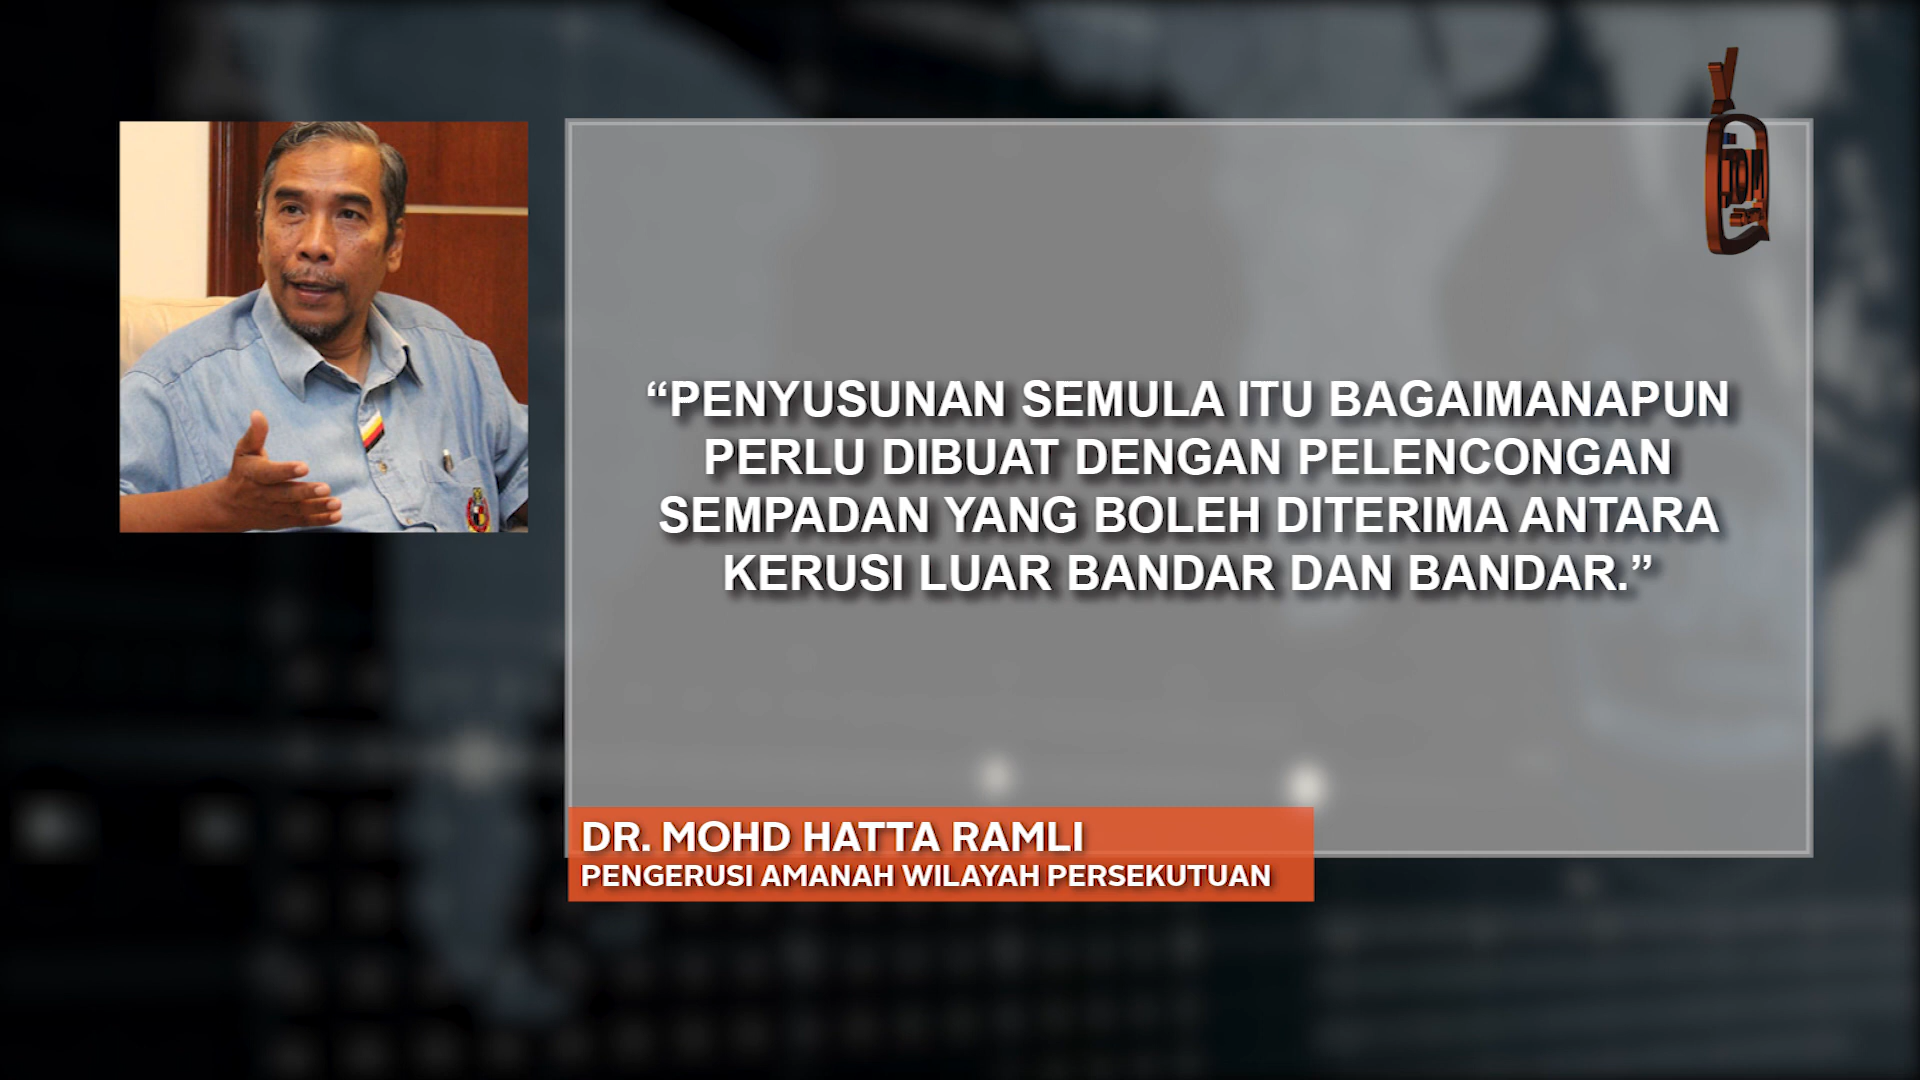 “PENYUSUNAN SEMULA ITU BAGAIMANAPUN
PERLU DIBUAT DENGAN PELENCONGAN
SEMPADAN YANG BOLEH DITERIMA ANTARA
KERUSI LUAR BANDAR DAN BANDAR.”
DR. MOHD HATTA RAMLI
PENGERUSI AMANAH WILAYAH PERSEKUTUAN